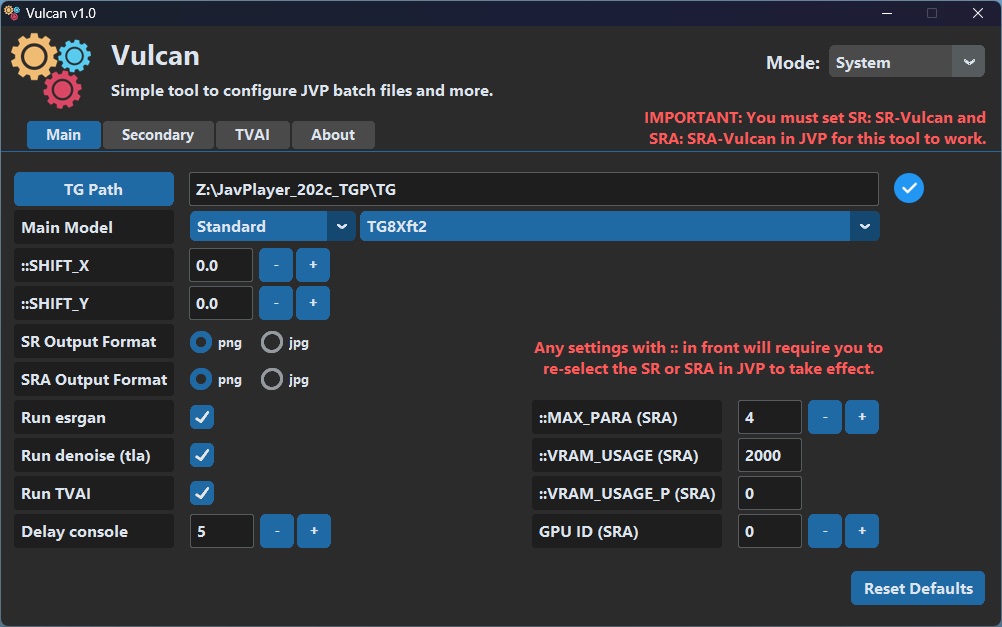 Vulcan v1.0
Vulcan
Simple tool to configure JVP batch files and more.
Mode: System
IMPORTANT: You must set SR: SR-Vulcan and
SRA: SRA-Vulcan in JVP for this tool to work.
Main Secondary TVAI About
TG Path Z:\JavPlayer_202c_TGP\TG
Main Model Standard TG8Xft2
::SHIFT_X 0.0 - +
::SHIFT_Y 0.0 - +
SR Output Format png jpg
Any settings with :: in front will require you to
re-select the SR or SRA in JVP to take effect.
SRA Output Format png jpg
Run esrgan ::MAX_PARA (SRA) 4 - +
Run denoise (tla) ::VRAM_USAGE (SRA) 2000
Run TVAI ::VRAM_USAGE_P (SRA) 0
Delay console 5 - + GPU ID (SRA) 0 - +
Reset Defaults